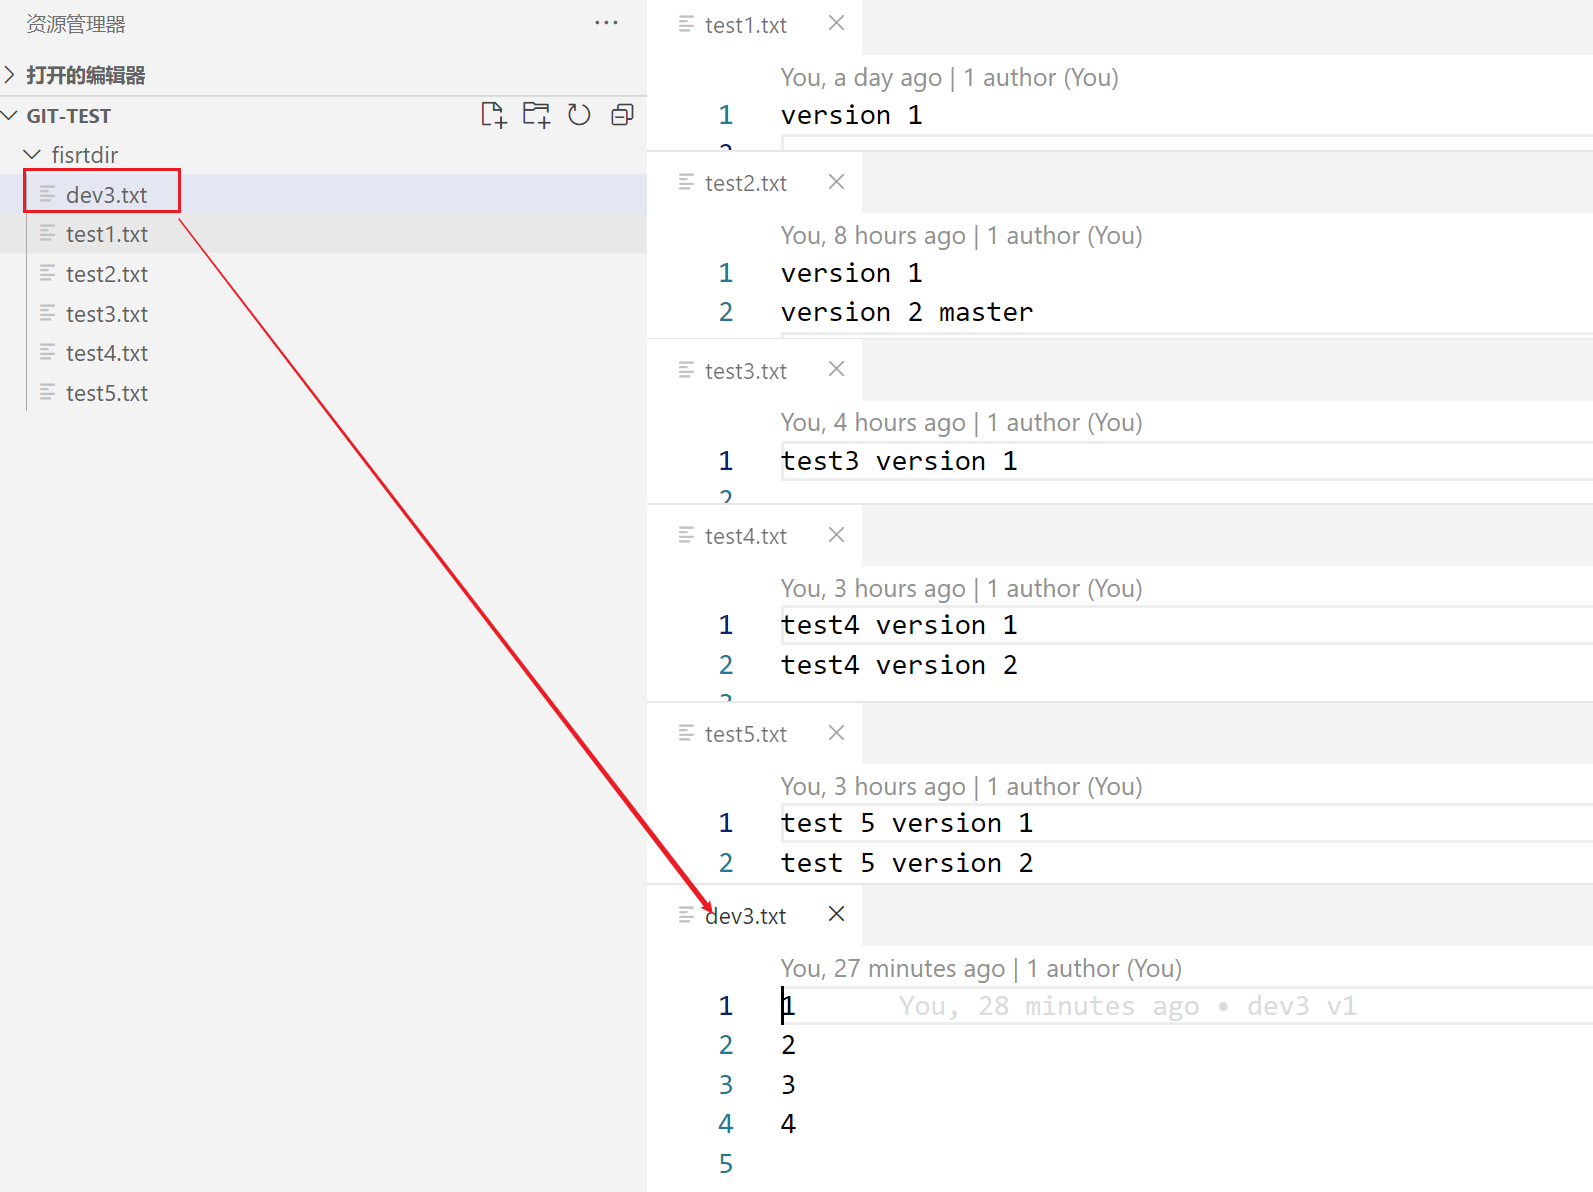 资源管理器
打开的编辑器
GIT-TEST
fisrtdir
dev3.txt
test1.txt
test2.txt
test3.txt
test4.txt
test5.txt
test1.txt
You, a day ago | 1 author (You)
1 version 1
2
test2.txt
You, 8 hours ago | 1 author (You)
1 version 1
2 version 2 master
test3.txt
You, 4 hours ago | 1 author (You)
1 test3 version 1
2
test4.txt
You, 3 hours ago | 1 author (You)
1 test4 version 1
2 test4 version 2
3
test5.txt
You, 3 hours ago | 1 author (You)
1 test 5 version 1
2 test 5 version 2
dev3.txt
You, 27 minutes ago | 1 author (You)
1 1 You, 28 minutes ago • dev3 v1
2 2
3 3
4 4
5